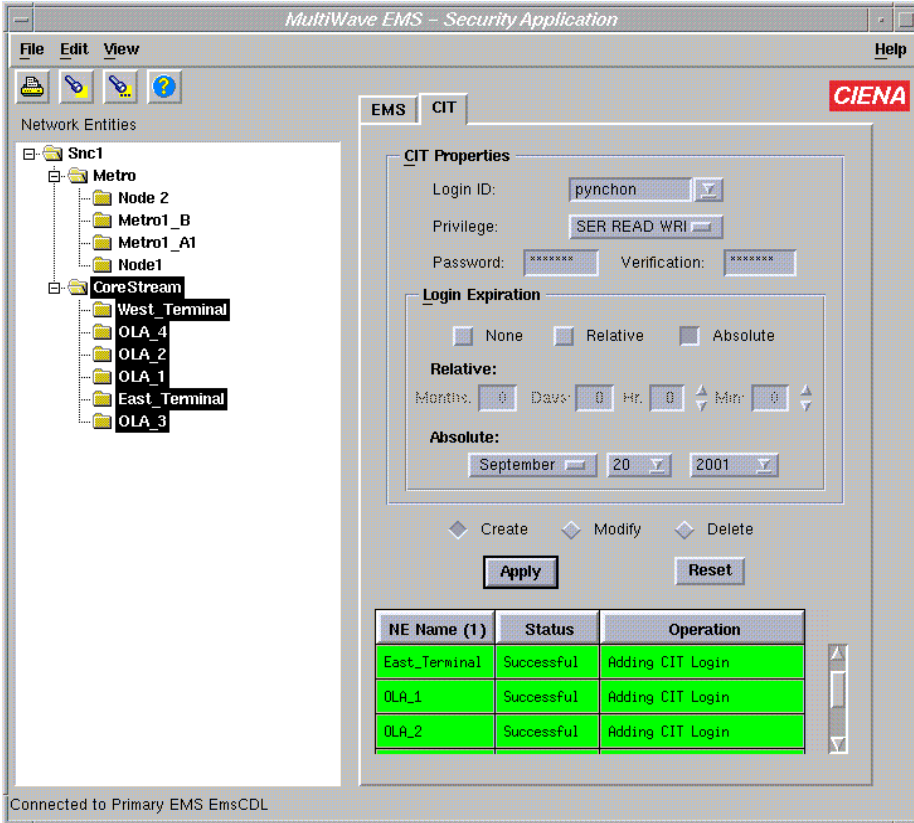 MultiWave EMS – Security Application
File Edit View Help
CIENA
Network Entities
EMS CIT
Snc1
Metro
Node 2
Metro1_B
Metro1_A1
Node1
CoreStream
West_Terminal
OLA_4
OLA_2
OLA_1
East_Terminal
OLA_3
CIT Properties
Login ID: pynchon
Privilege: SER READ WRI
Password: ******* Verification: *******
Login Expiration
None Relative Absolute
Relative:
Months: 0 Days: 0 Hr: 0 Min: 0
Absolute:
September 20 2001
Create Modify Delete
Apply Reset
NE Name (1) Status Operation
East_Terminal Successful Adding CIT Login
OLA_1 Successful Adding CIT Login
OLA_2 Successful Adding CIT Login
Connected to Primary EMS EmsCDL